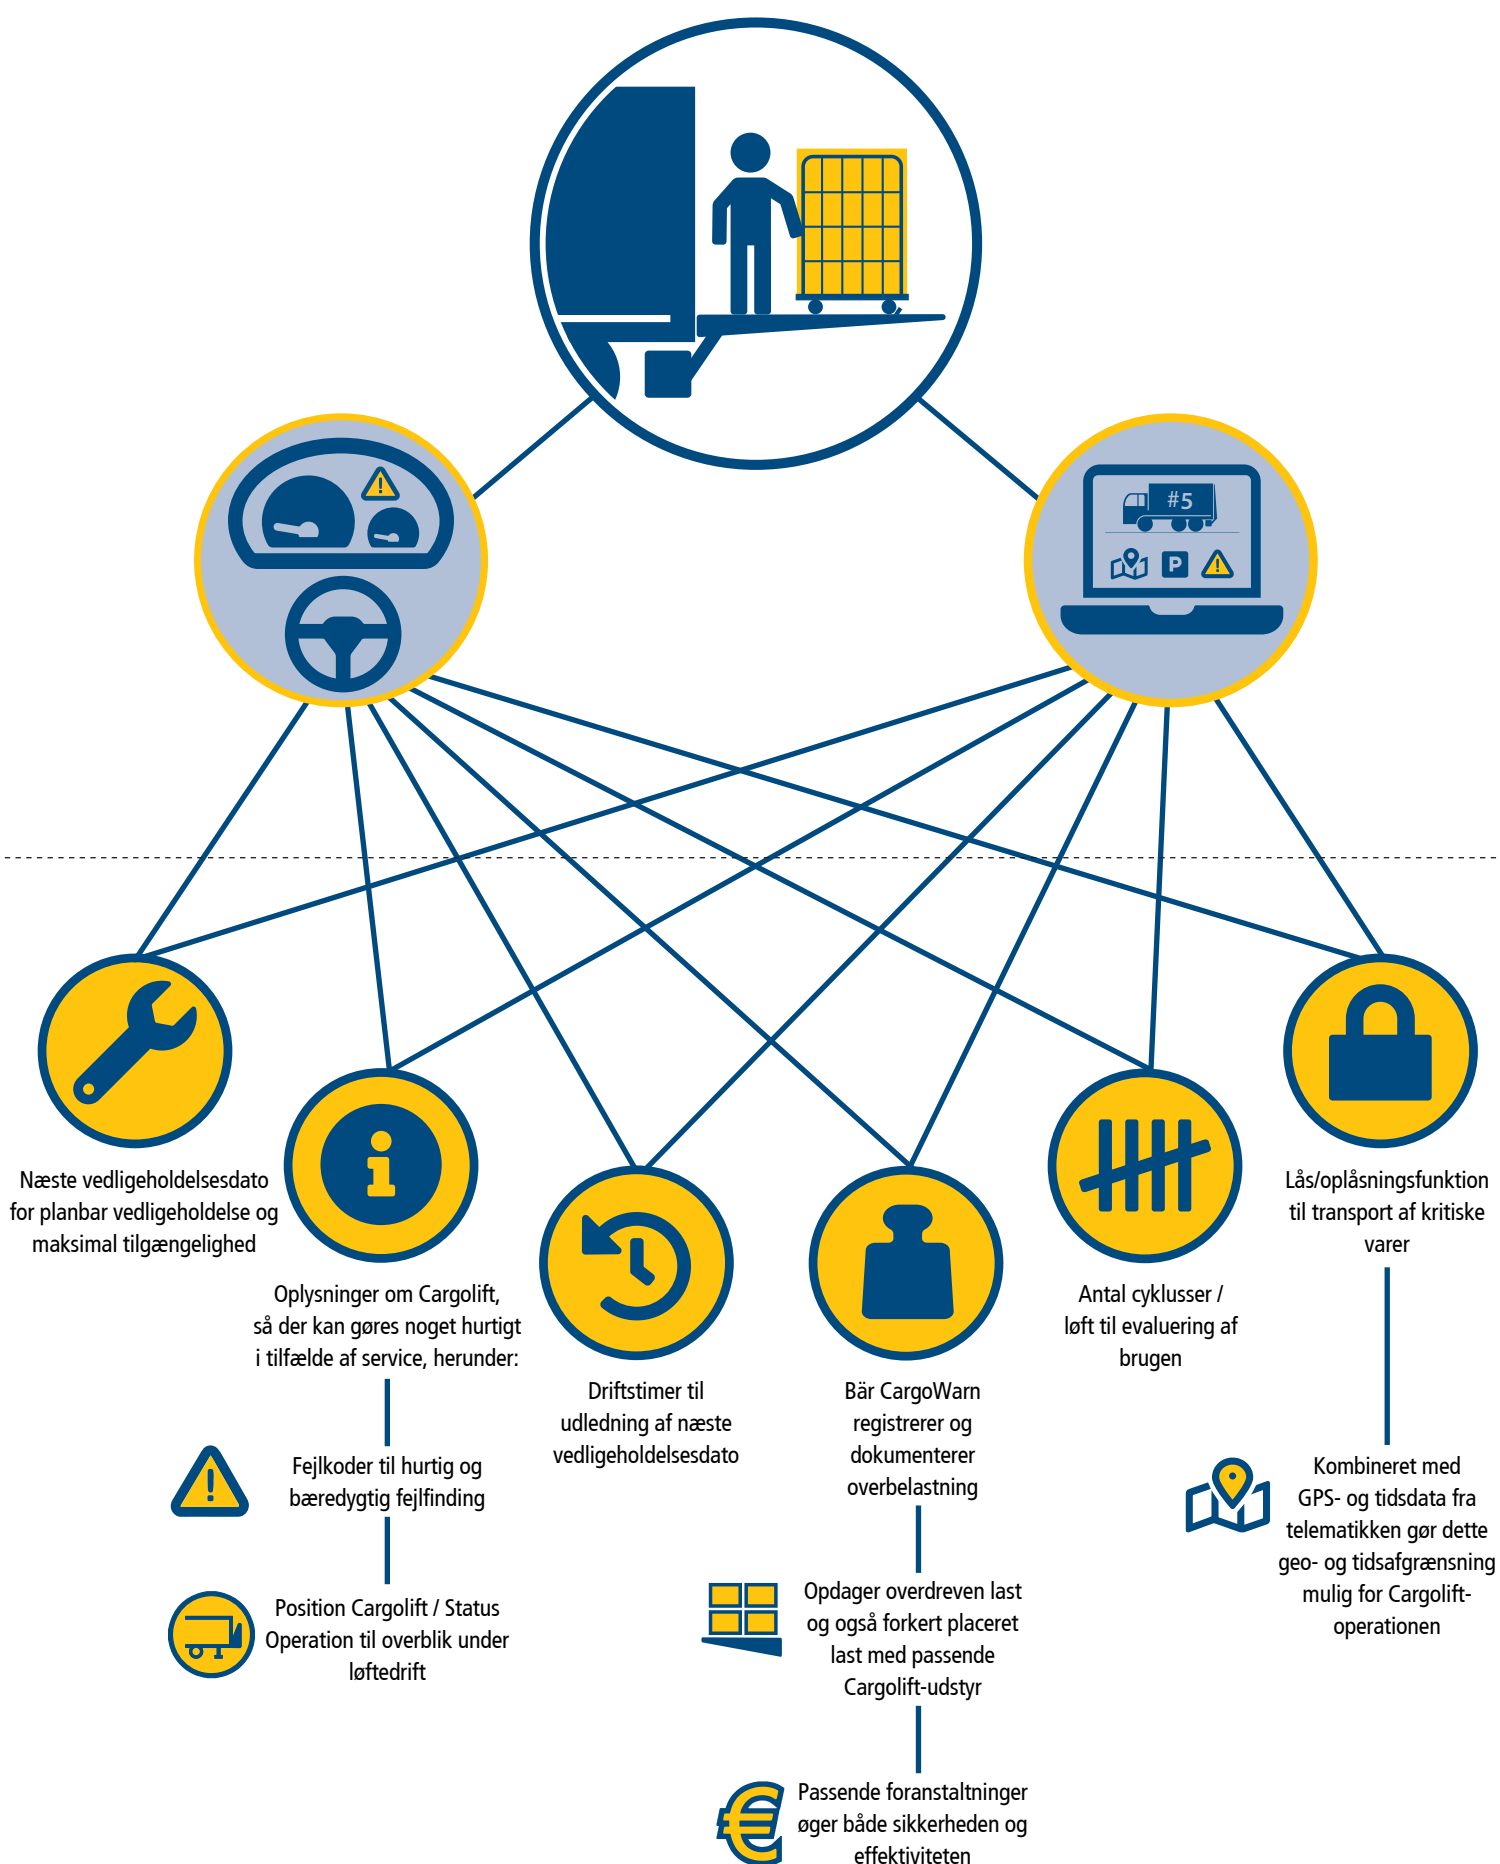 #5
P
Næste vedligeholdelsesdato
for planbar vedligeholdelse og
maksimal tilgængelighed
Oplysninger om Cargolift,
så der kan gøres noget hurtigt
i tilfælde af service, herunder:
Fejlkoder til hurtig og
bæredygtig fejlfinding
Position Cargolift / Status
Operation til overblik under
løftedrift
Driftstimer til
udledning af næste
vedligeholdelsesdato
Bär CargoWarn
registrerer og
dokumenterer
overbelastning
Opdager overdreven last
og også forkert placeret
last med passende
Cargolift-udstyr
Passende foranstaltninger
øger både sikkerheden og
effektiviteten
Antal cyklusser /
løft til evaluering af
brugen
Lås/oplåsningsfunktion
til transport af kritiske
varer
Kombineret med
GPS- og tidsdata fra
telematikken gør dette
geo- og tidsafgrænsning
mulig for Cargolift-
operationen